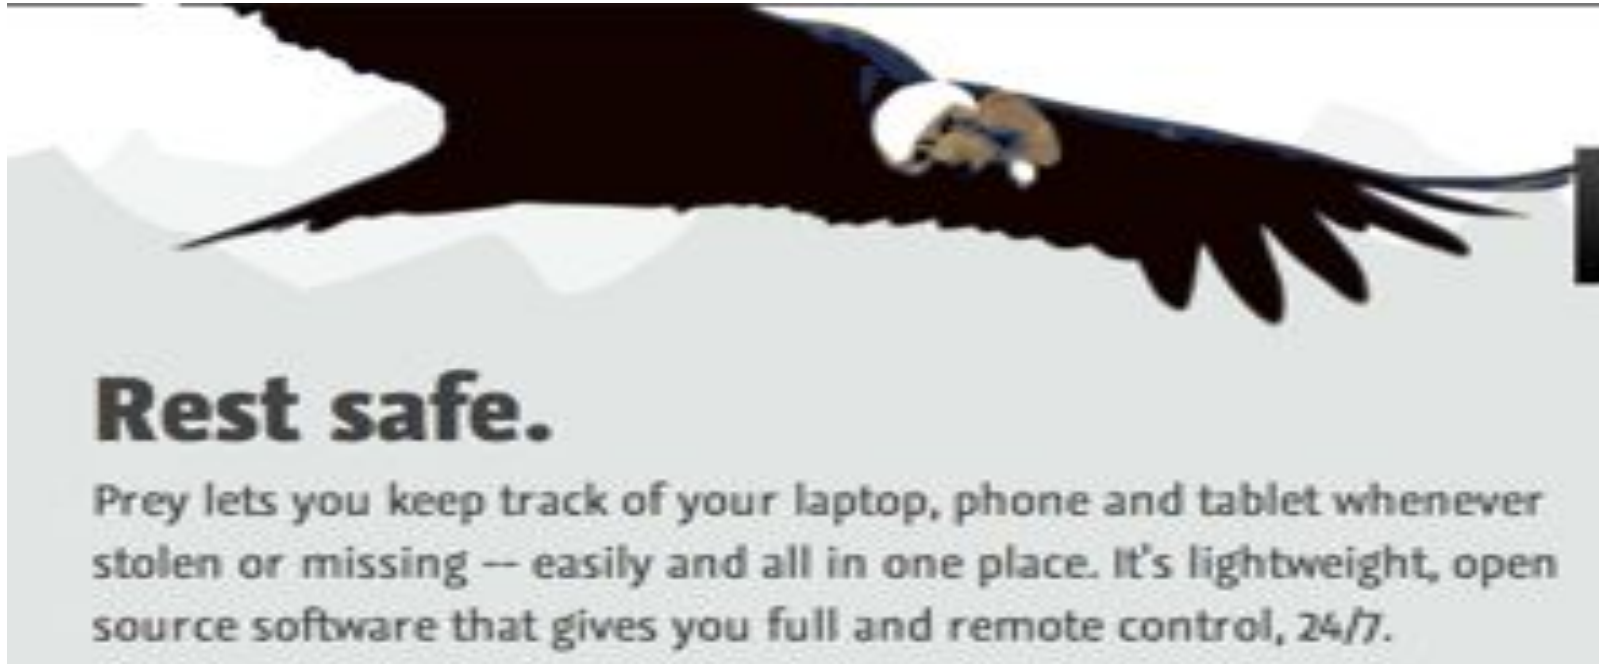 Rest safe.
Prey lets you keep track of your laptop, phone and tablet whenever
stolen or missing -- easily and all in one place. It's lightweight, open
source software that gives you full and remote control, 24/7.